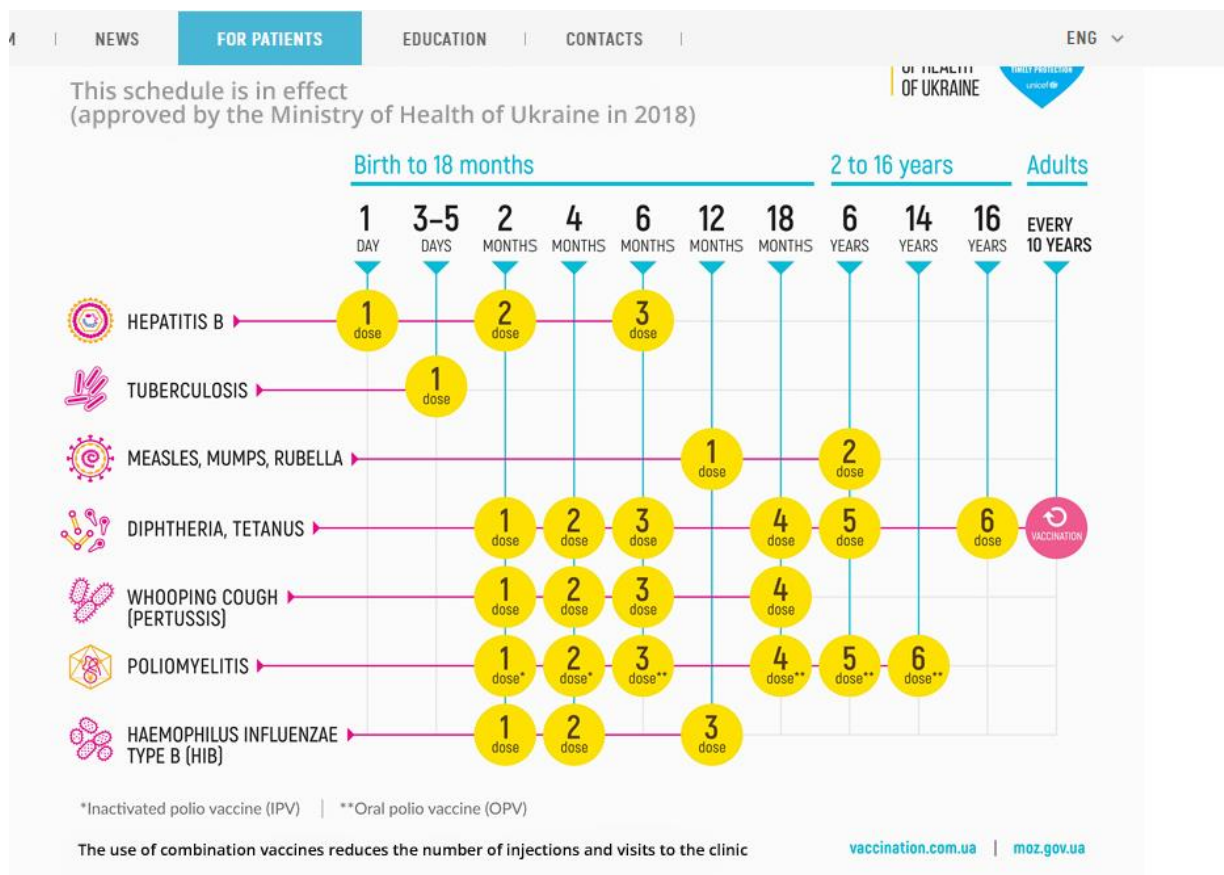 NEWS
FOR PATIENTS
EDUCATION
CONTACTS
ENG
This schedule is in effect
(approved by the Ministry of Health of Ukraine in 2018)
OF HEALTH
OF UKRAINE
TIMELY PROTECTION
unicef
Birth to 18 months
2 to 16 years
Adults
1 DAY
3–5 DAYS
2 MONTHS
4 MONTHS
6 MONTHS
12 MONTHS
18 MONTHS
6 YEARS
14 YEARS
16 YEARS
EVERY
10 YEARS
HEPATITIS B
1 dose
2 dose
3 dose
TUBERCULOSIS
1 dose
MEASLES, MUMPS, RUBELLA
1 dose
2 dose
DIPHTHERIA, TETANUS
1 dose
2 dose
3 dose
4 dose
5 dose
6 dose
VACCINATION
WHOOPING COUGH
(PERTUSSIS)
1 dose
2 dose
3 dose
4 dose
POLIOMYELITIS
1 dose*
2 dose*
3 dose**
4 dose**
5 dose**
6 dose**
HAEMOPHILUS INFLUENZAE
TYPE B (HIB)
1 dose
2 dose
3 dose
*Inactivated polio vaccine (IPV) | **Oral polio vaccine (OPV)
The use of combination vaccines reduces the number of injections and visits to the clinic
vaccination.com.ua | moz.gov.ua